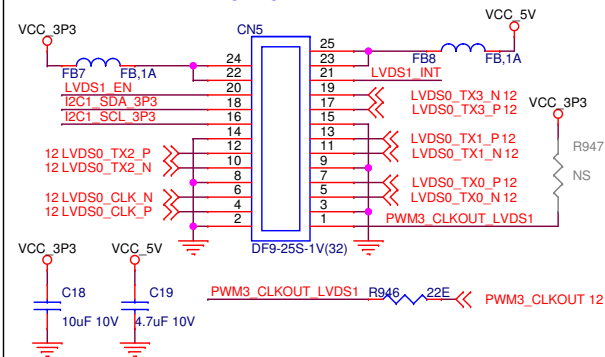 VCC_5V
VCC_3P3
CN5
25
24
23
FB7
FB,1A
22
FB8
FB,1A
21
LVDS1_INT
LVDS1_EN
20
19
LVDS0_TX3_N 12
I2C1_SDA_3P3
18
17
LVDS0_TX3_P 12
VCC_3P3
I2C1_SCL_3P3
16
15
14
13
LVDS0_TX1_P 12
12 LVDS0_TX2_P
12
11
LVDS0_TX1_N 12
R947
12 LVDS0_TX2_N
10
9
NS
8
7
LVDS0_TX0_P 12
12 LVDS0_CLK_N
6
5
LVDS0_TX0_N 12
12 LVDS0_CLK_P
4
3
2
1
PWM3_CLKOUT_LVDS1
DF9-25S-1V(32)
VCC_3P3
VCC_5V
C18
C19
PWM3_CLKOUT_LVDS1
R946
22E
PWM3_CLKOUT 12
10uF 10V
4.7uF 10V